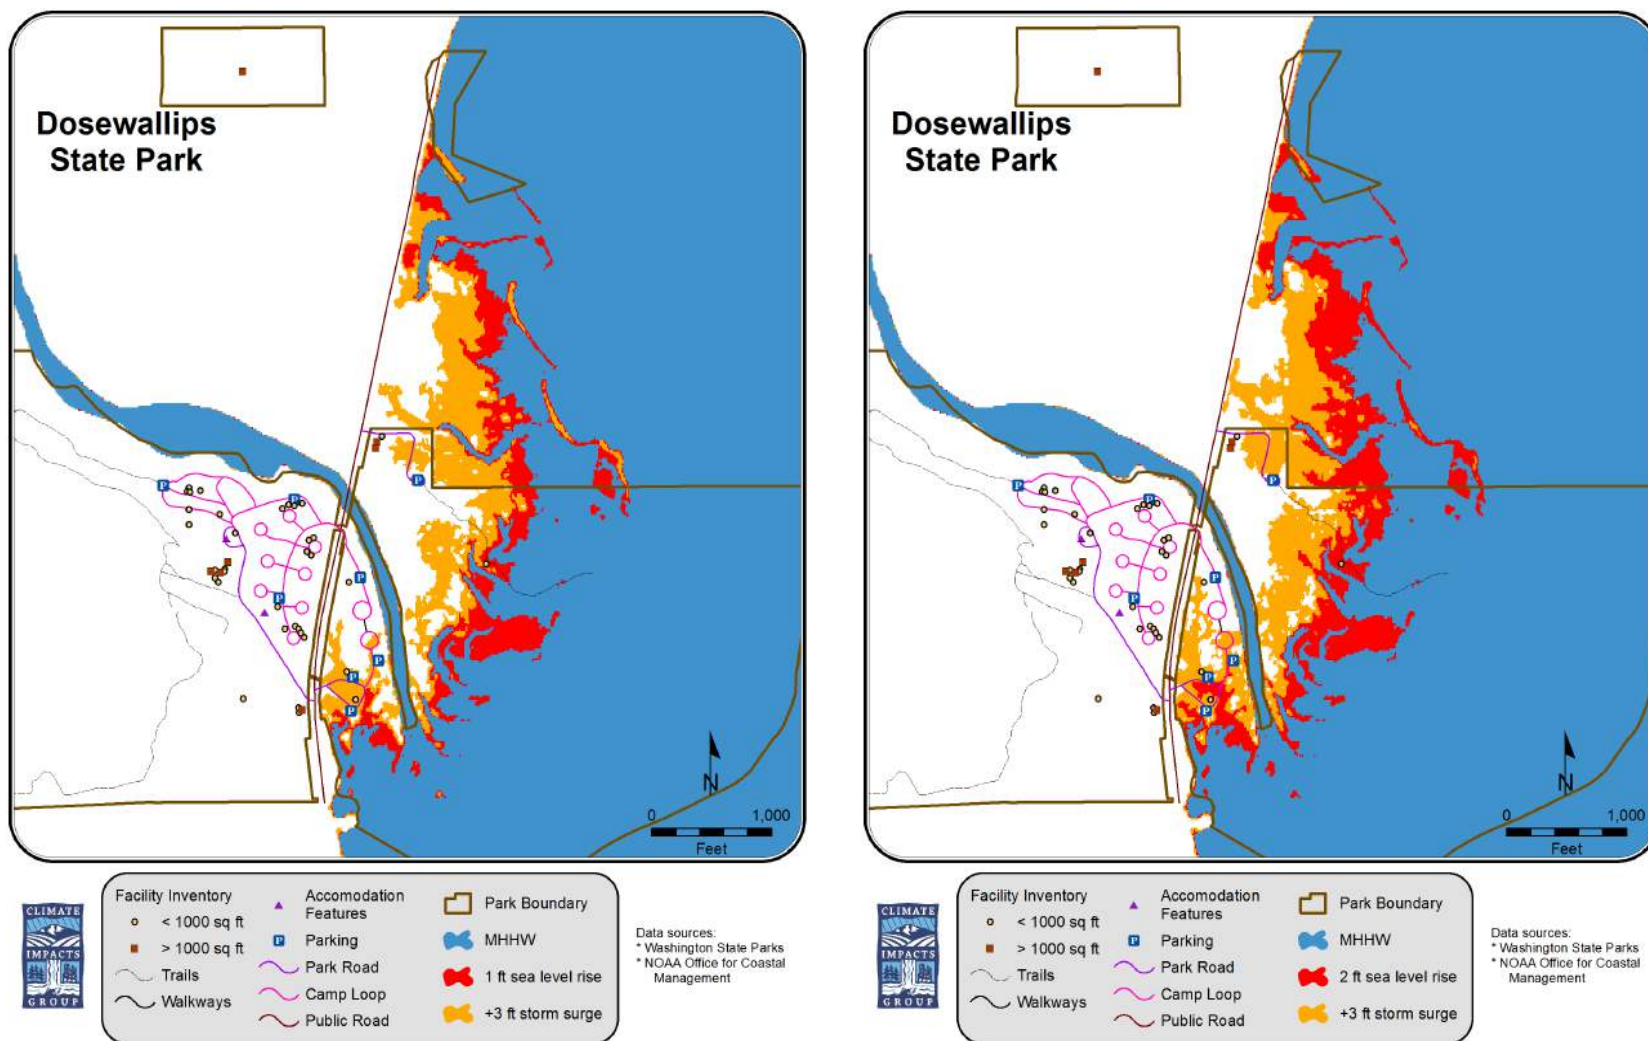 Dosewallips
State Park
P
P
P
P
P
P
P
P
N
0 1,000
Feet
CLIMATE
IMPACTS
GROUP
Facility Inventory
< 1000 sq ft
> 1000 sq ft
Trails
Walkways
Accomodation
Features
Parking
Park Road
Camp Loop
Public Road
Park Boundary
MHHW
1 ft sea level rise
+3 ft storm surge
Data sources:
* Washington State Parks
* NOAA Office for Coastal
Management
Dosewallips
State Park
P
P
P
P
P
P
P
P
N
0 1,000
Feet
CLIMATE
IMPACTS
GROUP
Facility Inventory
< 1000 sq ft
> 1000 sq ft
Trails
Walkways
Accomodation
Features
P
Parking
Park Road
Camp Loop
Public Road
Park Boundary
MHHW
2 ft sea level rise
+3 ft storm surge
Data sources:
* Washington State Parks
* NOAA Office for Coastal
Management